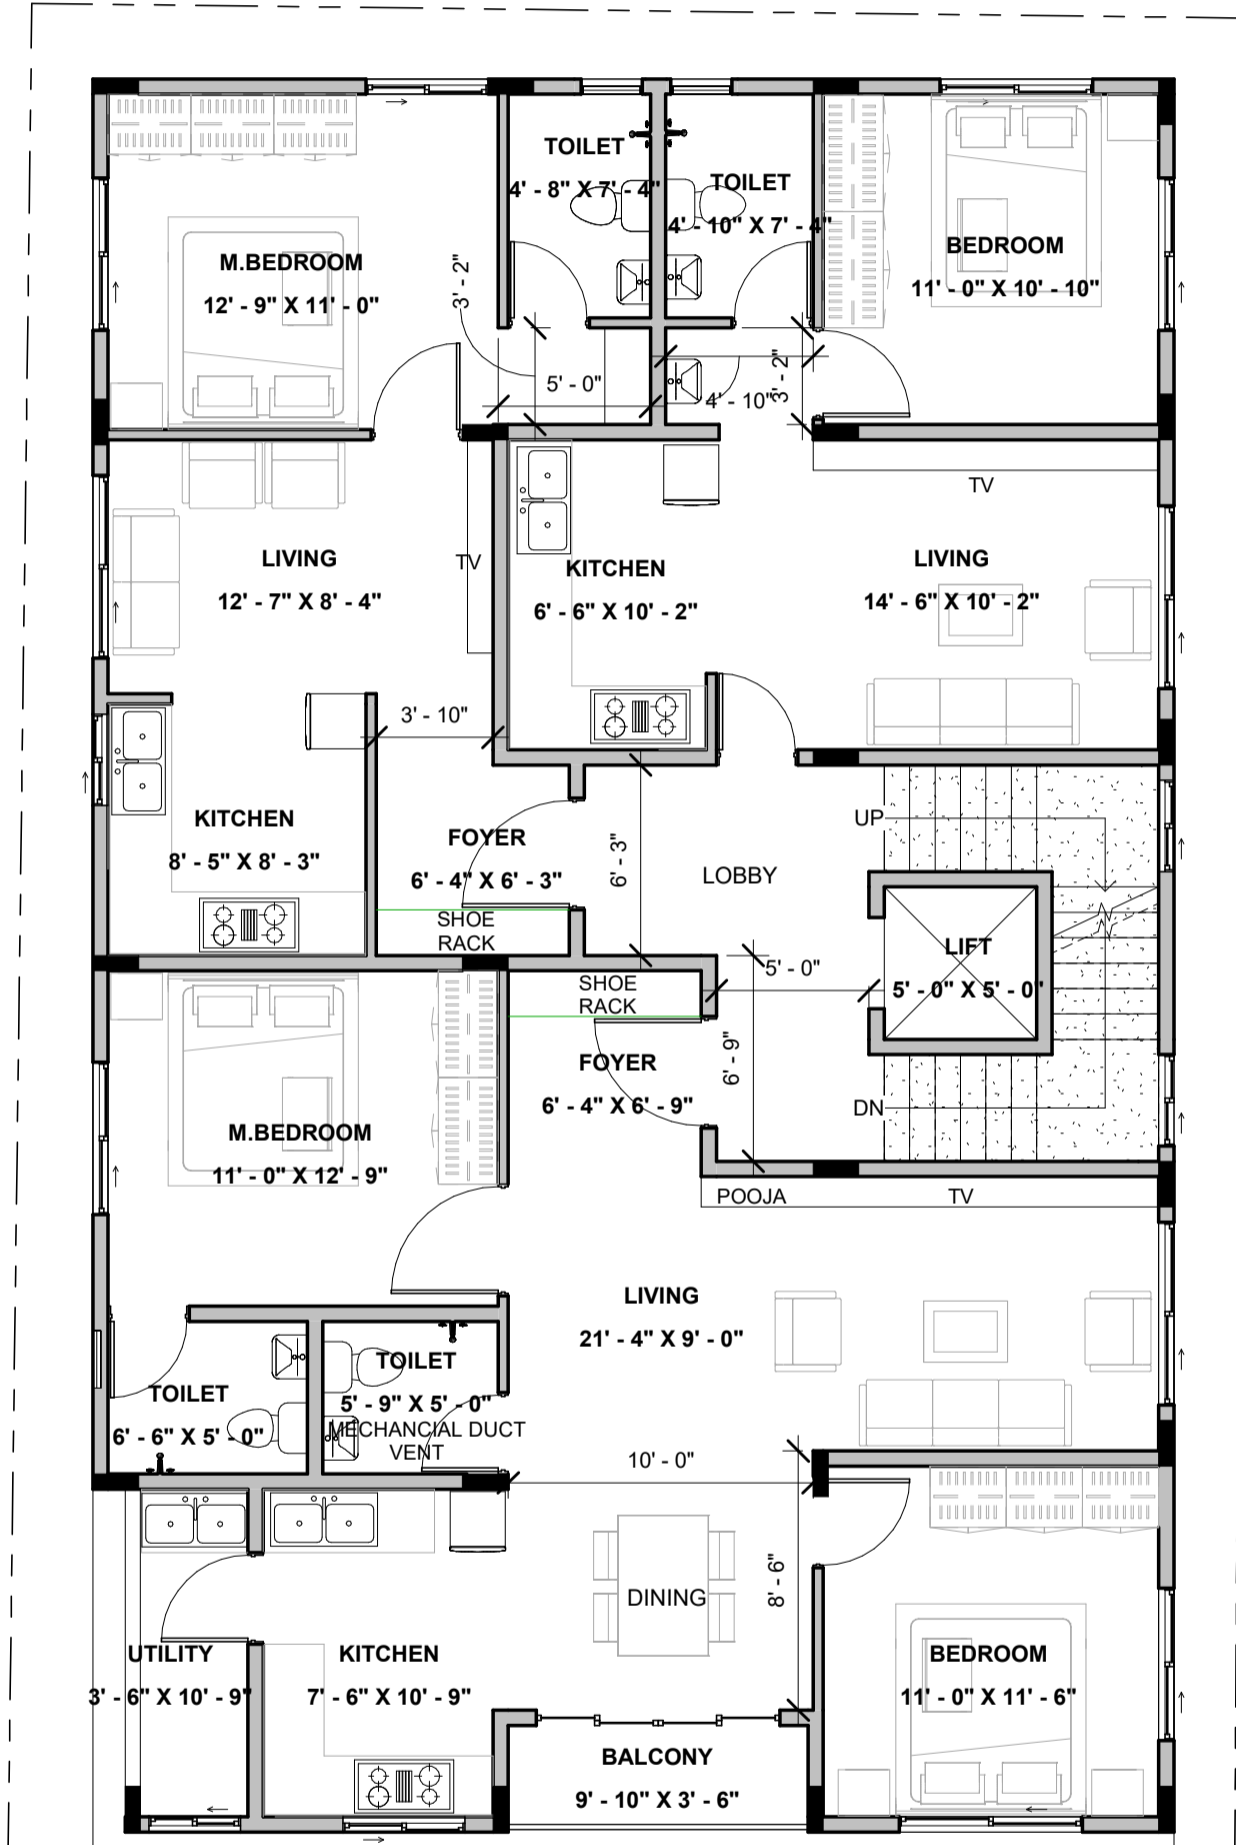 TOILET
4' - 8" X 7' - 4"
TOILET
4' - 10" X 7' - 4"
BEDROOM
11' - 0" X 10' - 10"
M.BEDROOM
12' - 9" X 11' - 0"
3' - 2"
5' - 0"
4' - 10"
3' - 2"
TV
LIVING
12' - 7" X 8' - 4"
TV
KITCHEN
6' - 6" X 10' - 2"
LIVING
14' - 6" X 10' - 2"
3' - 10"
KITCHEN
8' - 5" X 8' - 3"
FOYER
6' - 4" X 6' - 3"
SHOE
RACK
6' - 3"
LOBBY
UP
LIFT
5' - 0" X 5' - 0"
5' - 0"
SHOE
RACK
FOYER
6' - 4" X 6' - 9"
6' - 9"
DN
M.BEDROOM
11' - 0" X 12' - 9"
POOJA
TV
LIVING
21' - 4" X 9' - 0"
TOILET
6' - 6" X 5' - 0"
TOILET
5' - 9" X 5' - 0"
MECHANCIAL DUCT
VENT
10' - 0"
8' - 6"
DINING
UTILITY
3' - 6" X 10' - 9"
KITCHEN
7' - 6" X 10' - 9"
BEDROOM
11' - 0" X 11' - 6"
BALCONY
9' - 10" X 3' - 6"